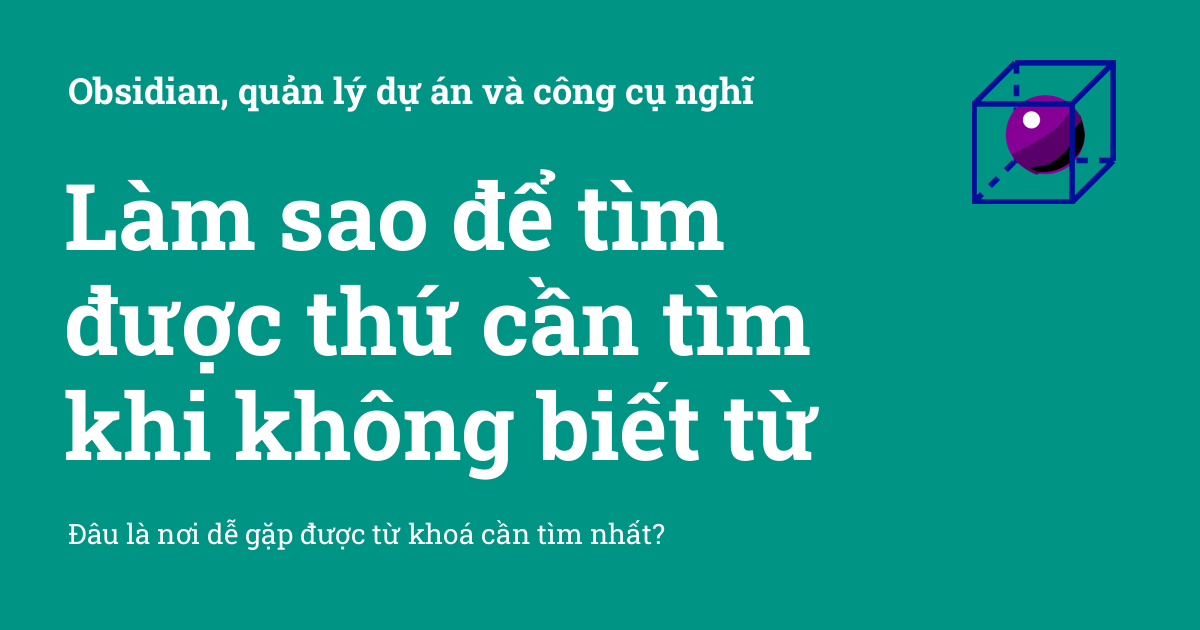 Obsidian, quản lý dự án và công cụ nghĩ
Làm sao để tìm
được thứ cần tìm
khi không biết từ
Đâu là nơi dễ gặp được từ khoá cần tìm nhất?